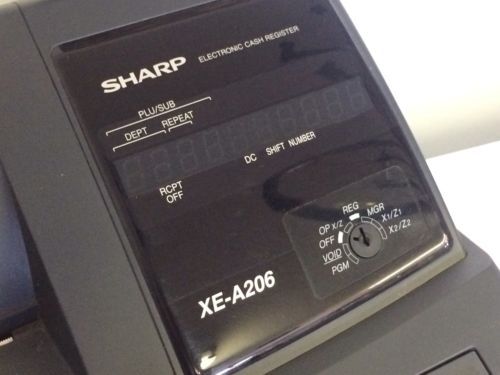 SHARP ELECTRONIC CASH REGISTER
PLU/SUB
DEPT REPEAT
DC SHIFT NUMBER
RCPT
OFF
REG
OP X/Z MGR
OFF X1/Z1
VOID X2/Z2
PGM
XE-A206